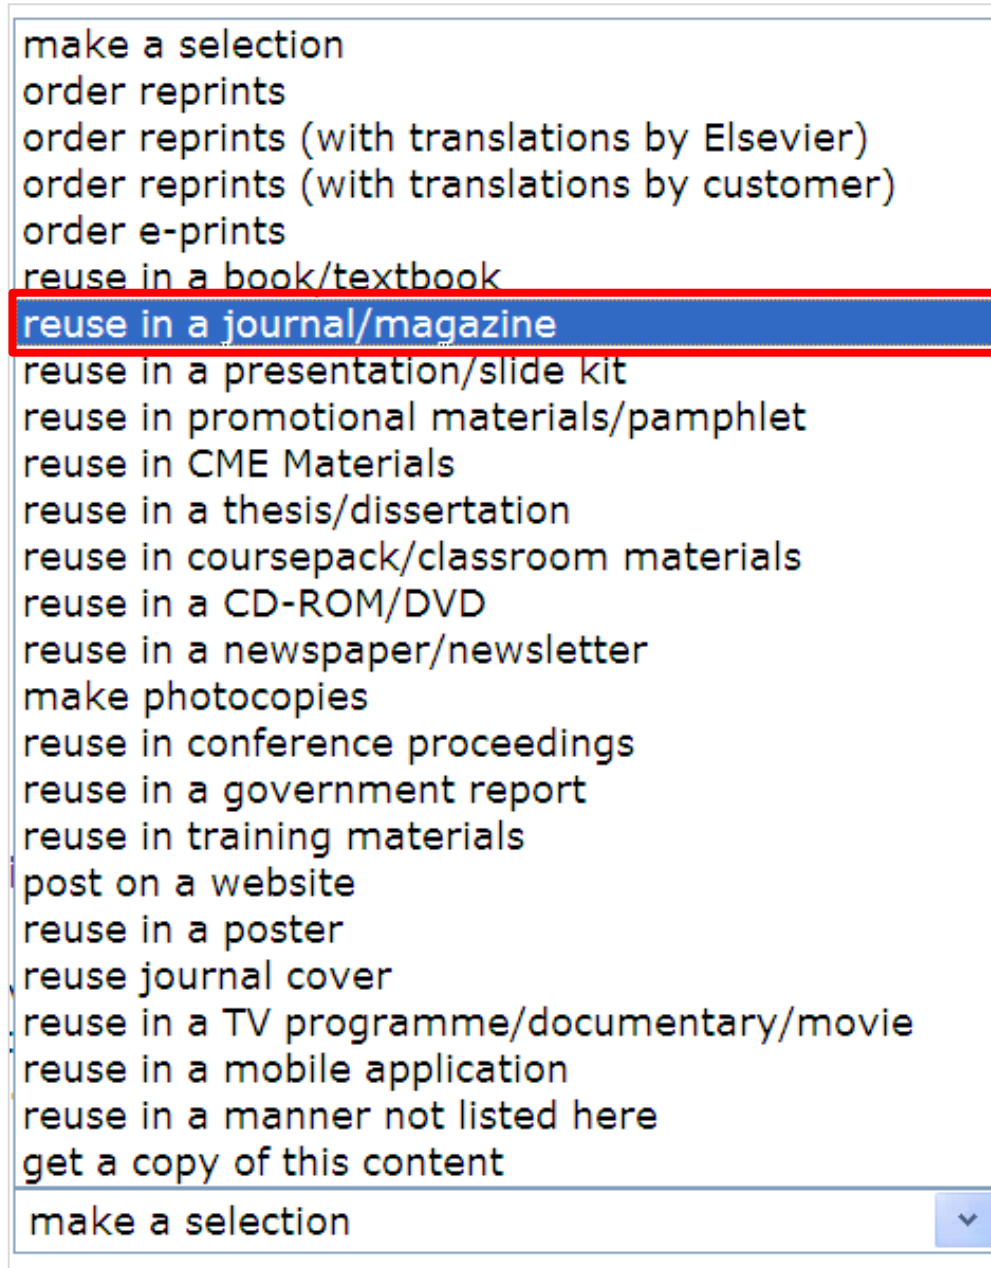 make a selection
order reprints
order reprints (with translations by Elsevier)
order reprints (with translations by customer)
order e-prints
reuse in a book/textbook
reuse in a journal/magazine
reuse in a presentation/slide kit
reuse in promotional materials/pamphlet
reuse in CME Materials
reuse in a thesis/dissertation
reuse in coursepack/classroom materials
reuse in a CD-ROM/DVD
reuse in a newspaper/newsletter
make photocopies
reuse in conference proceedings
reuse in a government report
reuse in training materials
post on a website
reuse in a poster
reuse journal cover
reuse in a TV programme/documentary/movie
reuse in a mobile application
reuse in a manner not listed here
get a copy of this content
make a selection